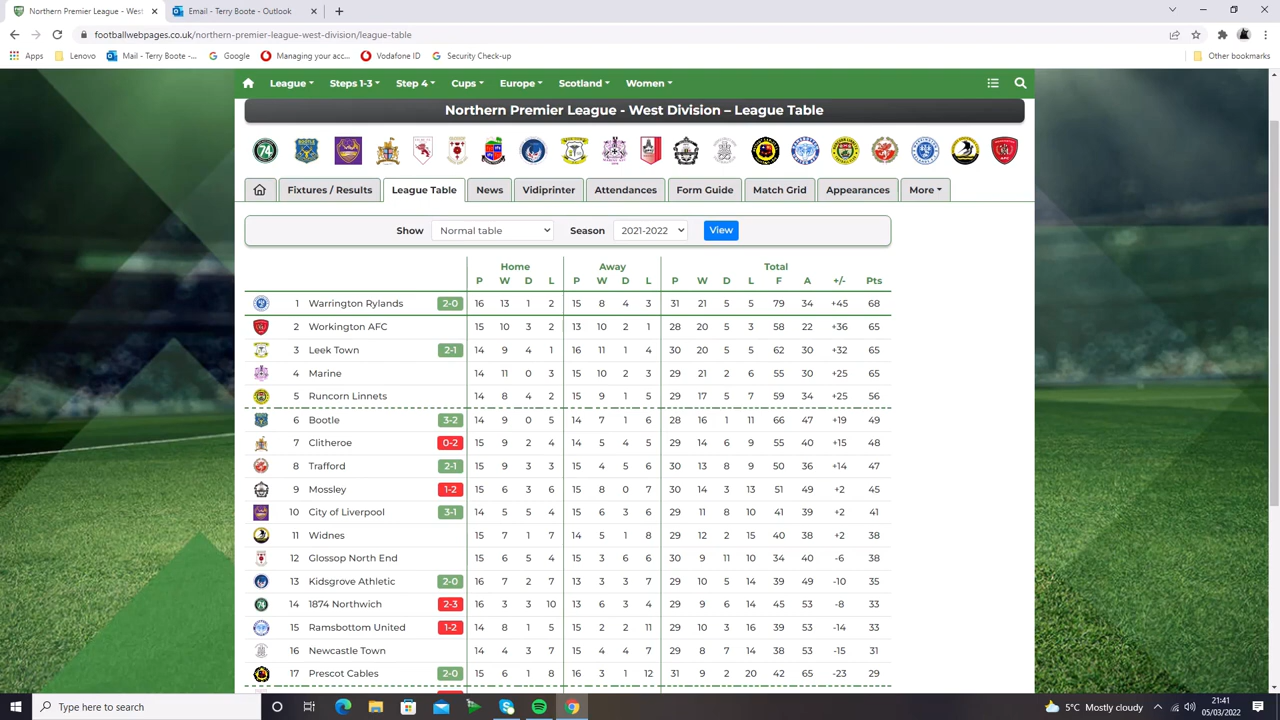 Northern Premier League - West
Email - Terry Boote - Outlook
footballwebpages.co.uk/northern-premier-league-west-division/league-table
Apps Lenovo Mail - Terry Boote -... Google Managing your acc... Vodafone ID Security Check-up Other bookmarks
League Steps 1-3 Step 4 Cups Europe Scotland Women
Northern Premier League - West Division – League Table
Fixtures / Results League Table News Vidiprinter Attendances Form Guide Match Grid Appearances More
Show Normal table Season 2021-2022 View
Home Away Total
P W D L P W D L P W D L F A +/- Pts
1 Warrington Rylands 2-0 16 13 1 2 15 8 4 3 31 21 5 5 79 34 +45 68
2 Workington AFC 15 10 3 2 13 10 2 1 28 20 5 3 58 22 +36 65
3 Leek Town 2-1 14 9 4 1 16 11 1 4 30 20 5 5 62 30 +32 65
4 Marine 14 11 0 3 15 10 2 3 29 21 2 6 55 30 +25 65
5 Runcorn Linnets 14 8 4 2 15 9 1 5 29 17 5 7 59 34 +25 56
6 Bootle 3-2 14 9 0 5 14 7 1 6 28 16 1 11 66 47 +19 49
7 Clitheroe 0-2 15 9 2 4 14 5 4 5 29 14 6 9 55 40 +15 48
8 Trafford 2-1 15 9 3 3 15 4 5 6 30 13 8 9 50 36 +14 47
9 Mossley 1-2 15 6 3 6 15 8 0 7 30 14 3 13 51 49 +2 45
10 City of Liverpool 3-1 14 5 5 4 15 6 3 6 29 11 8 10 41 39 +2 41
11 Widnes 15 7 1 7 14 5 1 8 29 12 2 15 40 38 +2 38
12 Glossop North End 15 6 5 4 15 3 6 6 30 9 11 10 34 40 -6 38
13 Kidsgrove Athletic 2-0 16 7 2 7 13 3 3 7 29 10 5 14 39 49 -10 35
14 1874 Northwich 2-3 16 3 3 10 13 6 3 4 29 9 6 14 45 53 -8 33
15 Ramsbottom United 1-2 14 8 1 5 15 2 2 11 29 10 3 16 39 53 -14 33
16 Newcastle Town 14 4 3 7 15 4 4 7 29 8 7 14 38 53 -15 31
17 Prescot Cables 2-0 15 6 1 8 16 3 1 12 31 9 2 20 42 65 -23 29
Type here to search
5°C Mostly cloudy
21:41
05/03/2022